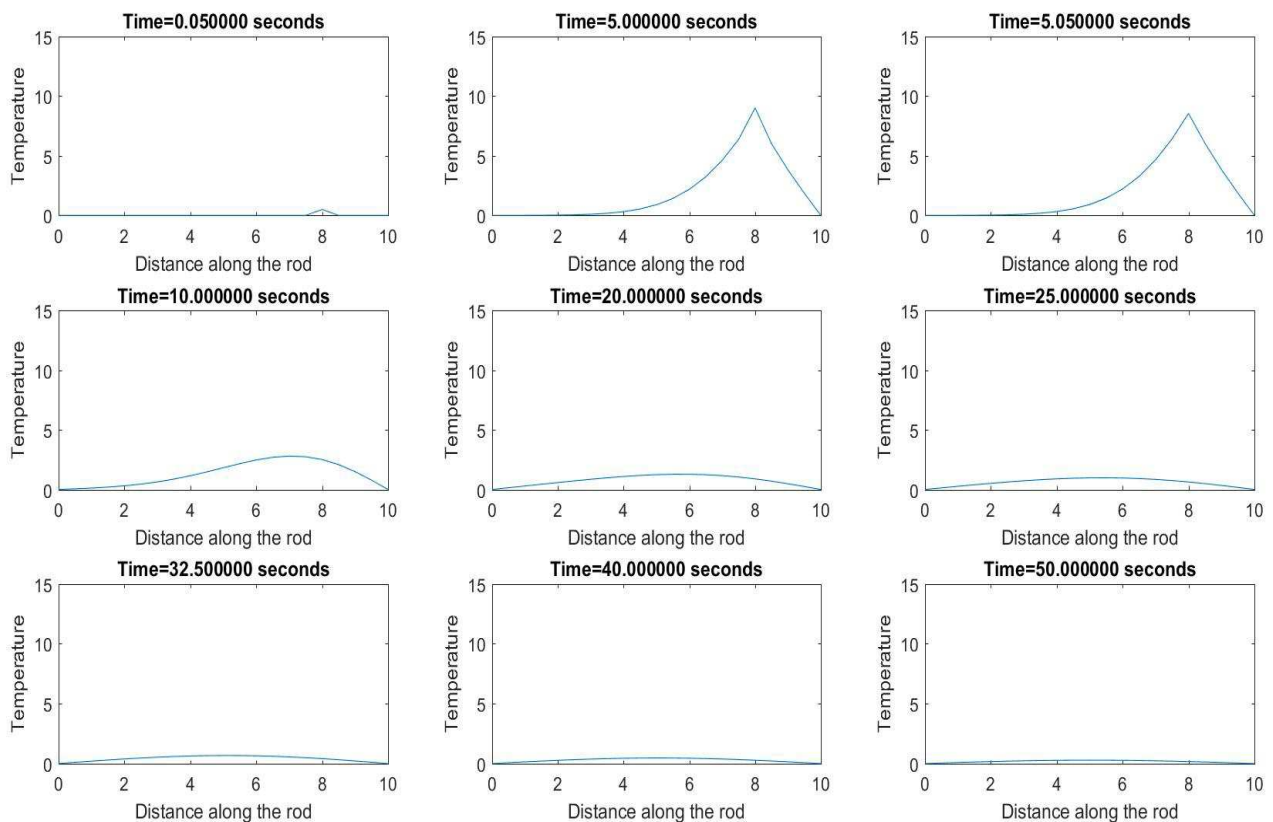 Time=0.050000 seconds
15
10
5
0
Temperature
0 2 4 6 8 10
Distance along the rod
Time=5.000000 seconds
15
10
5
0
Temperature
0 2 4 6 8 10
Distance along the rod
Time=5.050000 seconds
15
10
5
0
Temperature
0 2 4 6 8 10
Distance along the rod
Time=10.000000 seconds
15
10
5
0
Temperature
0 2 4 6 8 10
Distance along the rod
Time=20.000000 seconds
15
10
5
0
Temperature
0 2 4 6 8 10
Distance along the rod
Time=25.000000 seconds
15
10
5
0
Temperature
0 2 4 6 8 10
Distance along the rod
Time=32.500000 seconds
15
10
5
0
Temperature
0 2 4 6 8 10
Distance along the rod
Time=40.000000 seconds
15
10
5
0
Temperature
0 2 4 6 8 10
Distance along the rod
Time=50.000000 seconds
15
10
5
0
Temperature
0 2 4 6 8 10
Distance along the rod